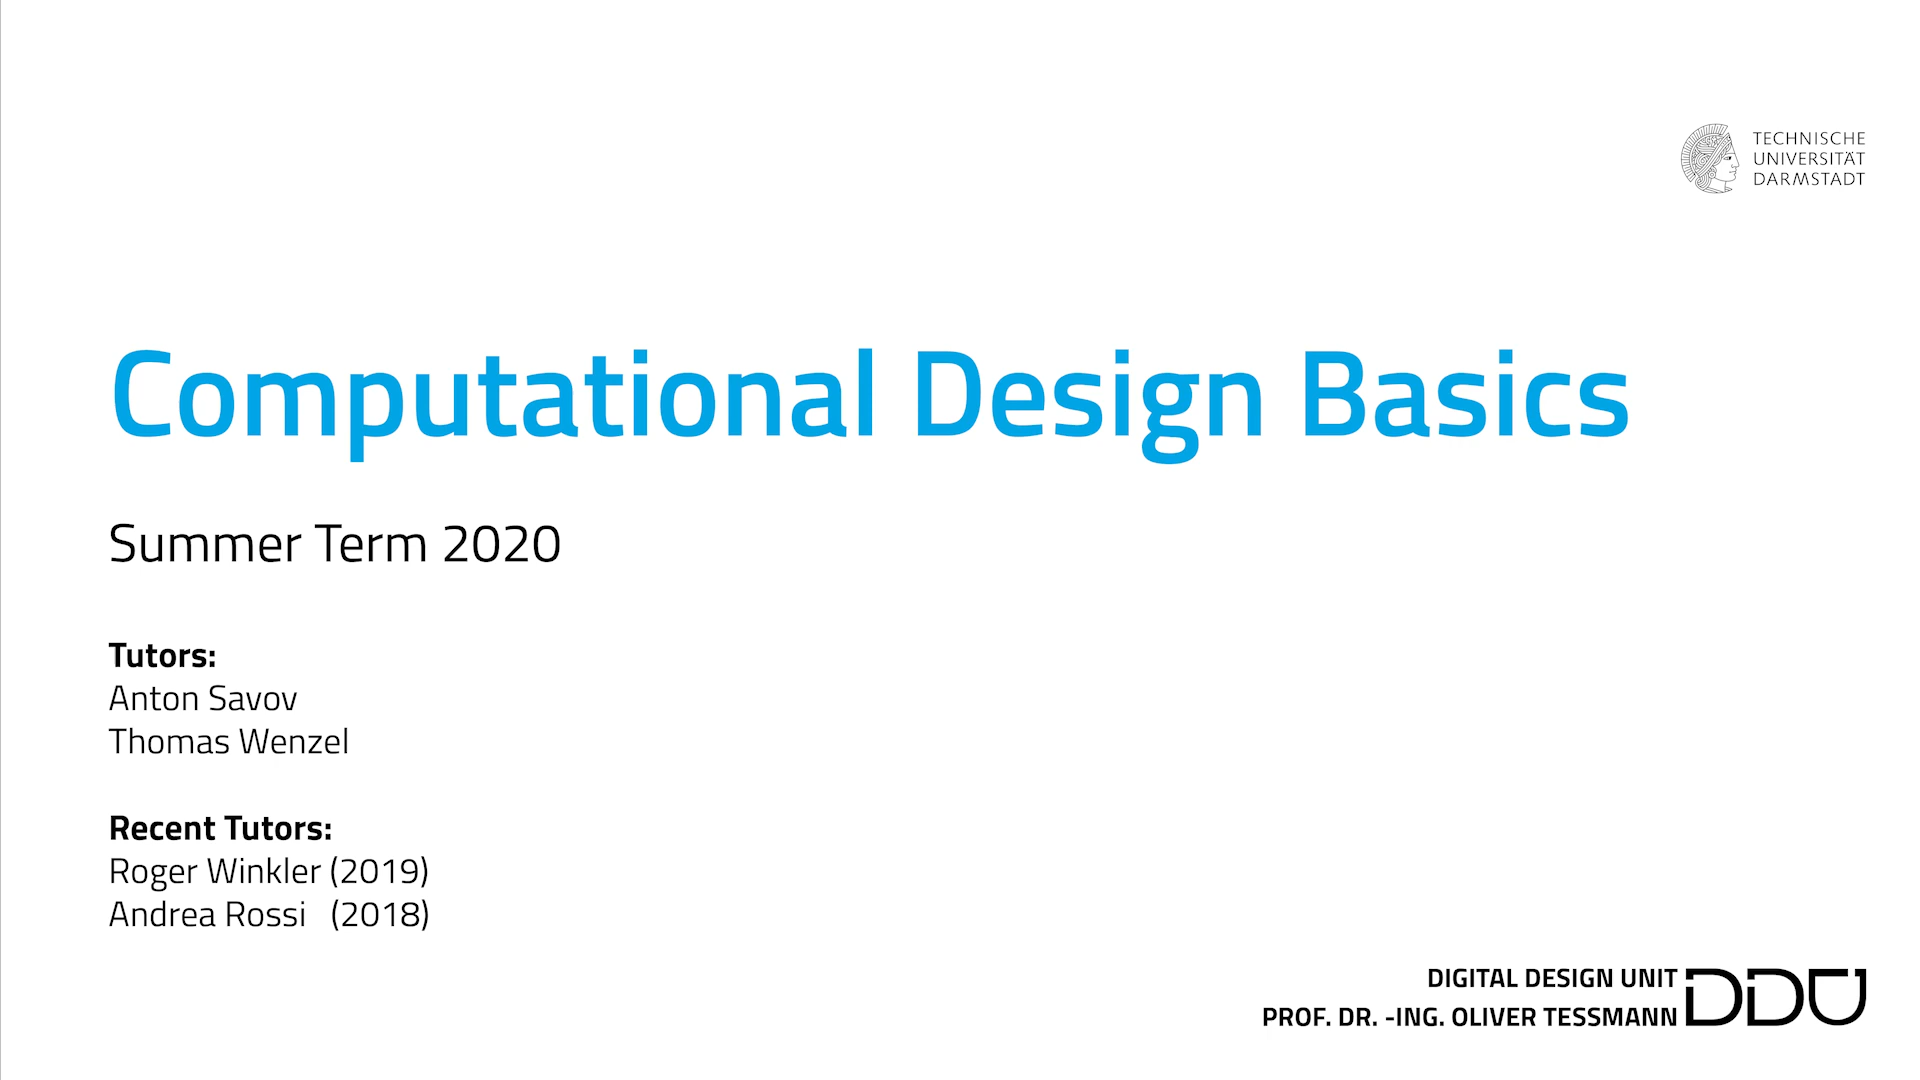 TECHNISCHE
UNIVERSITÄT
DARMSTADT
Computational Design Basics
Summer Term 2020
Tutors:
Anton Savov
Thomas Wenzel
Recent Tutors:
Roger Winkler (2019)
Andrea Rossi (2018)
DIGITAL DESIGN UNIT
PROF. DR. -ING. OLIVER TESSMANN
DDU